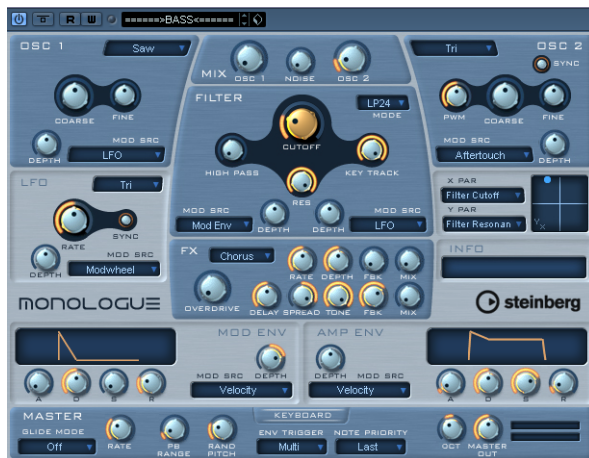 R W ======>BASS<======
OSC 1 Saw
COARSE FINE
MOD SRC
DEPTH LFO
MIX OSC 1 NOISE OSC 2
FILTER LP24
MODE
CUTOFF
HIGH PASS KEY TRACK
RES
MOD SRC MOD SRC
Mod Env DEPTH DEPTH LFO
Tri OSC 2
SYNC
PWM COARSE FINE
MOD SRC
Aftertouch DEPTH
LFO Tri
RATE SYNC
MOD SRC
DEPTH Modwheel
X PAR
Filter Cutoff
Y PAR
Filter Resonan
Y X
INFO
FX Chorus
RATE DEPTH FBK MIX
OVERDRIVE
DELAY SPREAD TONE FBK MIX
MONOLOGUE
steinberg
MOD ENV
MOD SRC DEPTH
Velocity
A D S R
AMP ENV
DEPTH MOD SRC
Velocity
A D S R
MASTER KEYBOARD
GLIDE MODE
Off
RATE PB RANGE RAND PITCH
ENV TRIGGER NOTE PRIORITY
Multi Last
OCT MASTER OUT